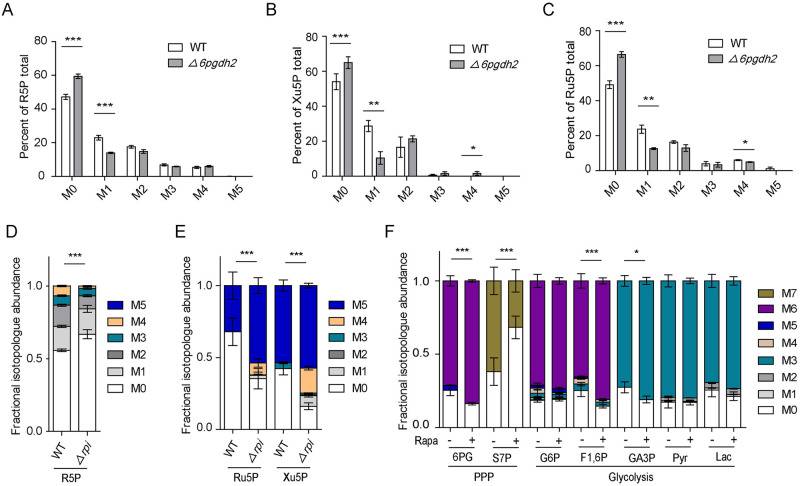 A
Percent of R5P total
80
60
40
20
0
***
***
WT
Δ6pgdh2
M0 M1 M2 M3 M4 M5
B
Percent of Xu5P total
80
60
40
20
0
***
**
*
WT
Δ6pgdh2
M0 M1 M2 M3 M4 M5
C
Percent of Ru5P total
80
60
40
20
0
***
**
*
WT
Δ6pgdh2
M0 M1 M2 M3 M4 M5
D
Fractional isotopologue abundance
1.0
0.5
0.0
***
M5
M4
M3
M2
M1
M0
WT Δrpi
R5P
E
Fractional isotopologue abundance
1.0
0.5
0.0
*** ***
M5
M4
M3
M2
M1
M0
WT Δrpi WT Δrpi
Ru5P Xu5P
F
Fractional isotopologue abundance
1.0
0.5
0.0
*** *** *** *
M7
M6
M5
M4
M3
M2
M1
M0
Rapa - + - + - + - + - + - + - +
6PG S7P G6P F1,6P GA3P Pyr Lac
PPP Glycolysis